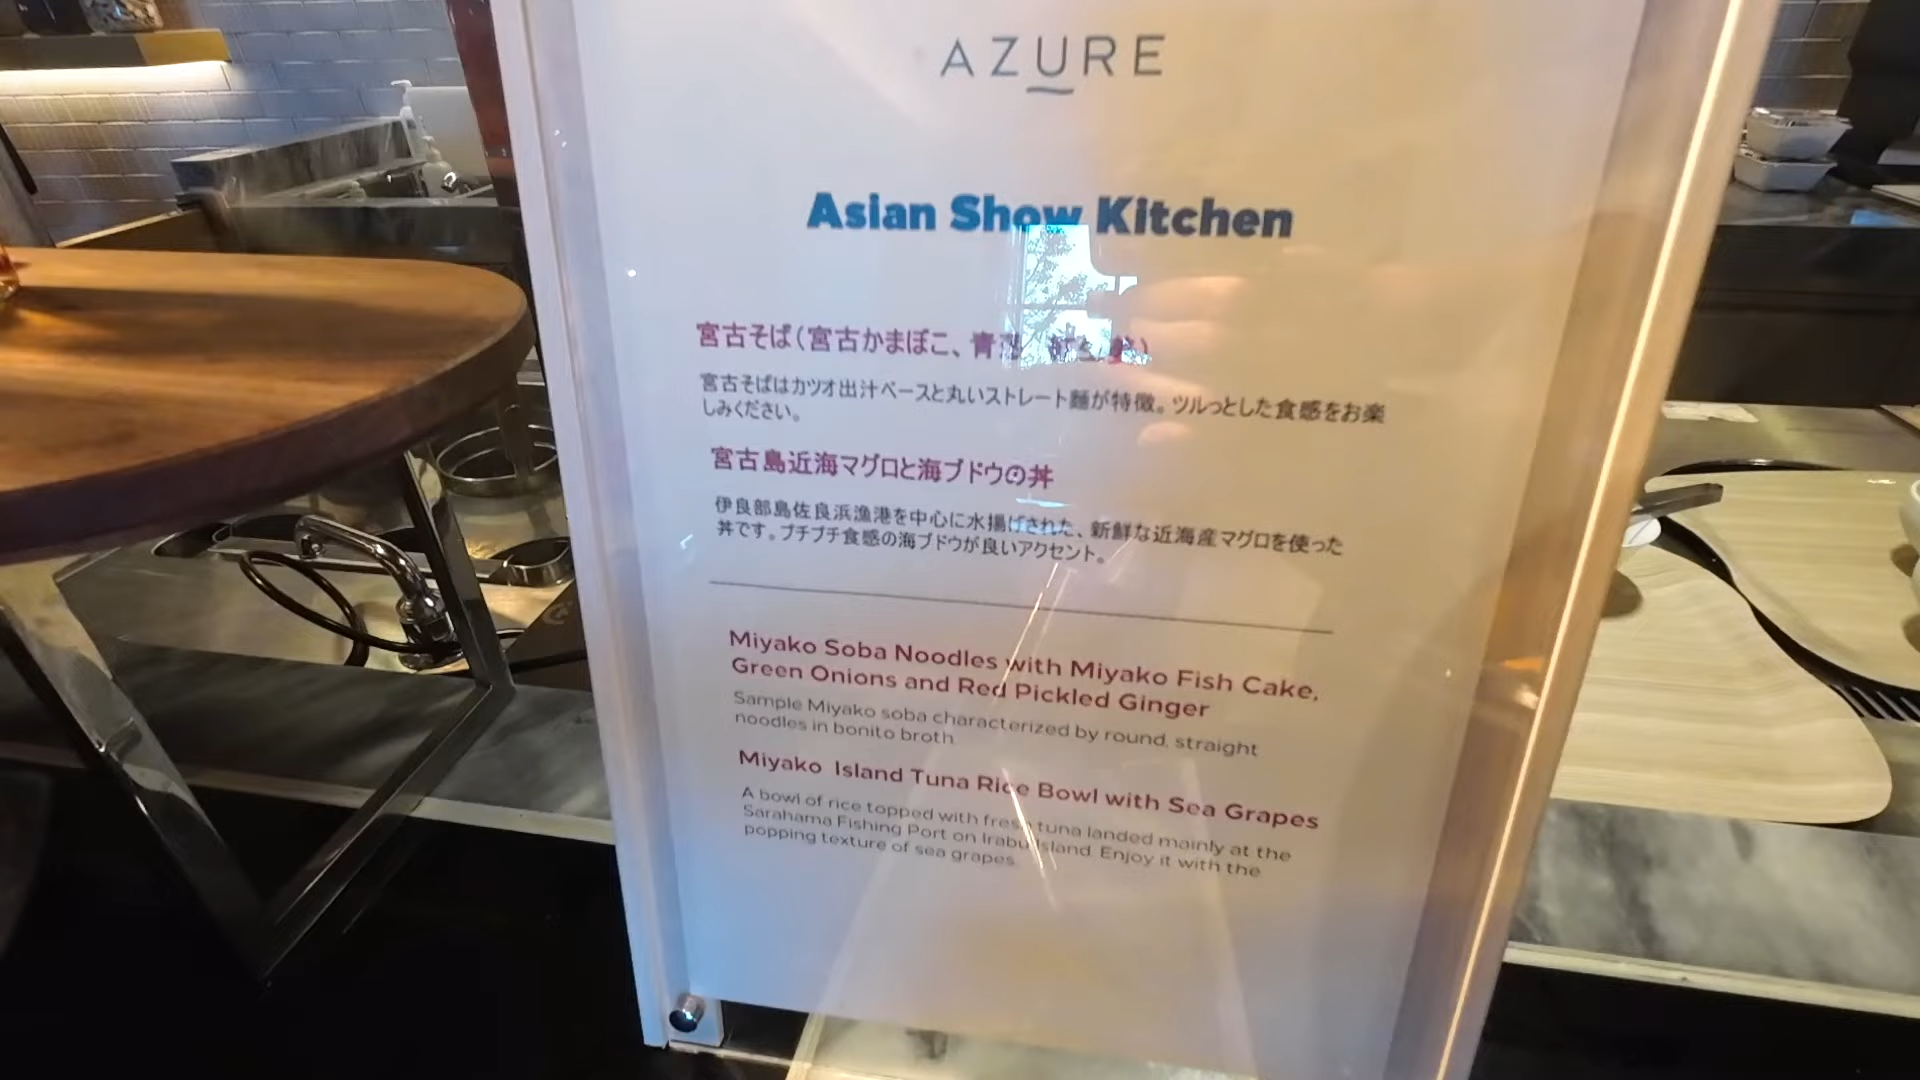 AZURE
Asian Show Kitchen
宮古そば(宮古かまぼこ、青
宮古そばはカツオ出汁ベースと丸いストレート麺が特徴。ツルっとした食感をお楽
しみください。
宮古島近海マグロと海ブドウの丼
伊良部島佐良浜漁港を中心に水揚げされた、新鮮な近海産マグロを使った
丼です。プチプチ食感の海ブドウが良いアクセント。
Miyako Soba Noodles with Miyako Fish Cake,
Green Onions and Red Pickled Ginger
Sample Miyako soba characterized by round, straight
noodles in bonito broth
Miyako Island Tuna Rice Bowl with Sea Grapes
A bowl of rice topped with fresh tuna landed mainly at the
Sarahama Fishing Port on Irabu Island. Enjoy it with the
popping texture of sea grapes.